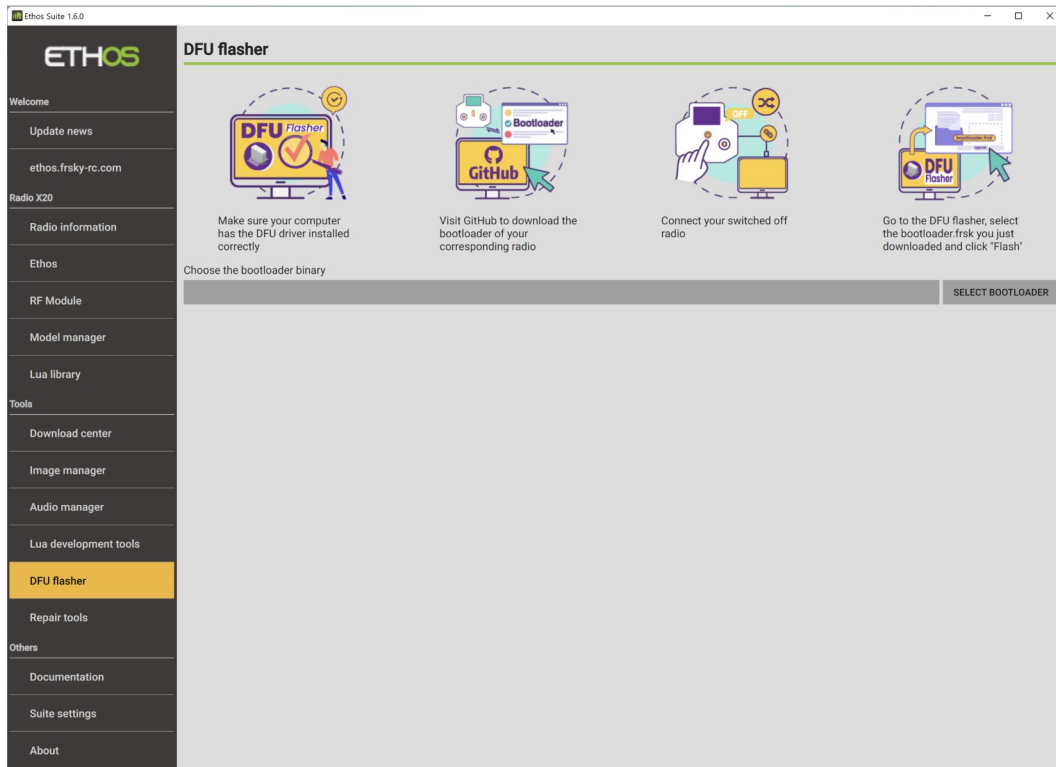 Ethos Suite 1.6.0
ETHOS
Welcome
Update news
ethos.frsky-rc.com
Radio X20
Radio information
Ethos
RF Module
Model manager
Lua library
Tools
Download center
Image manager
Audio manager
Lua development tools
DFU flasher
Repair tools
Others
Documentation
Suite settings
About
DFU flasher
DFU Flasher
Make sure your computer
has the DFU driver installed
correctly
Bootloader
GitHub
Visit GitHub to download the
bootloader of your
corresponding radio
OFF
Connect your switched off
radio
bootloader.frsk
DFU
Flasher
Go to the DFU flasher, select
the bootloader.frsk you just
downloaded and click "Flash"
Choose the bootloader binary
SELECT BOOTLOADER